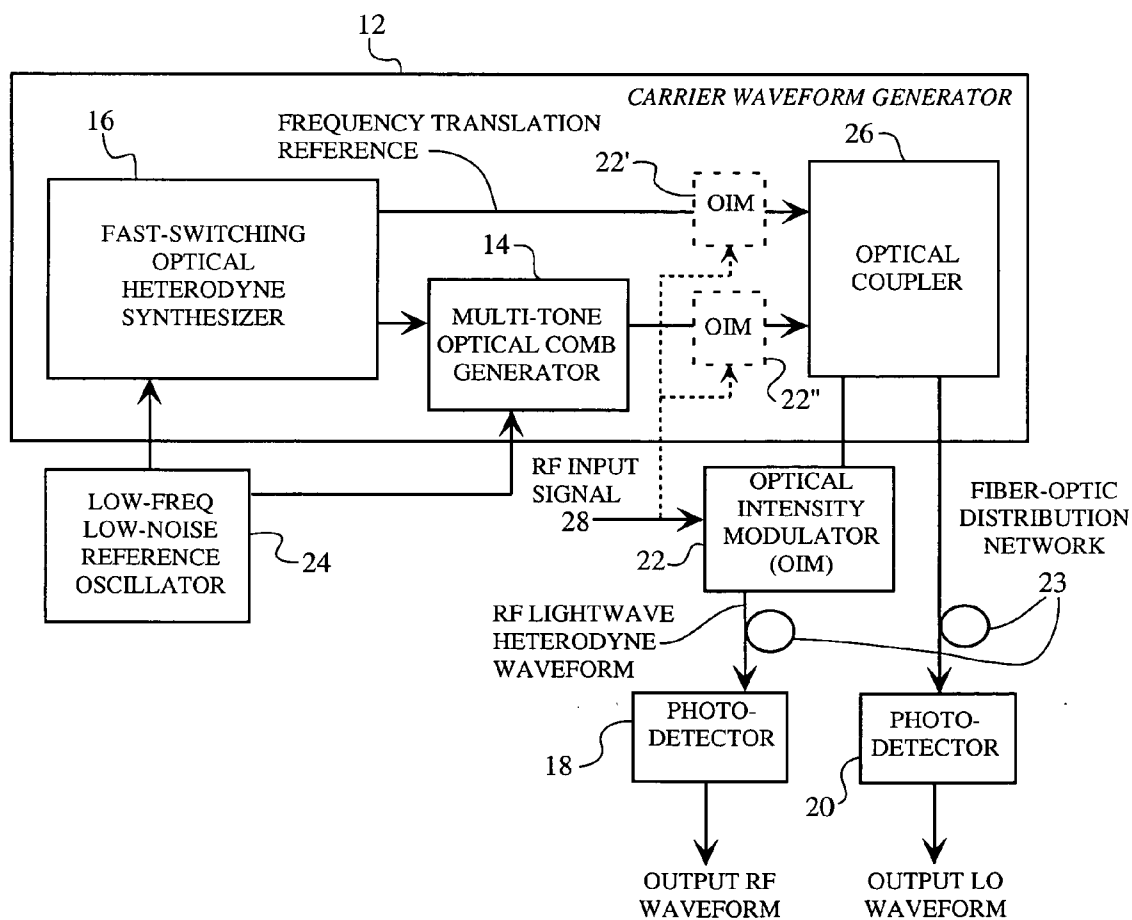 12
CARRIER WAVEFORM GENERATOR
16
FREQUENCY TRANSLATION
REFERENCE
26
22'
OIM
FAST-SWITCHING
OPTICAL
HETERODYNE
SYNTHESIZER
14
OPTICAL
COUPLER
MULTI-TONE
OPTICAL COMB
GENERATOR
OIM
22"
RF INPUT
SIGNAL
28
LOW-FREQ
LOW-NOISE
REFERENCE
OSCILLATOR
24
OPTICAL
INTENSITY
MODULATOR
(OIM)
22
FIBER-OPTIC
DISTRIBUTION
NETWORK
23
RF LIGHTWAVE
HETERODYNE
WAVEFORM
PHOTO-
DETECTOR
18
PHOTO-
DETECTOR
20
OUTPUT RF
WAVEFORM
OUTPUT LO
WAVEFORM